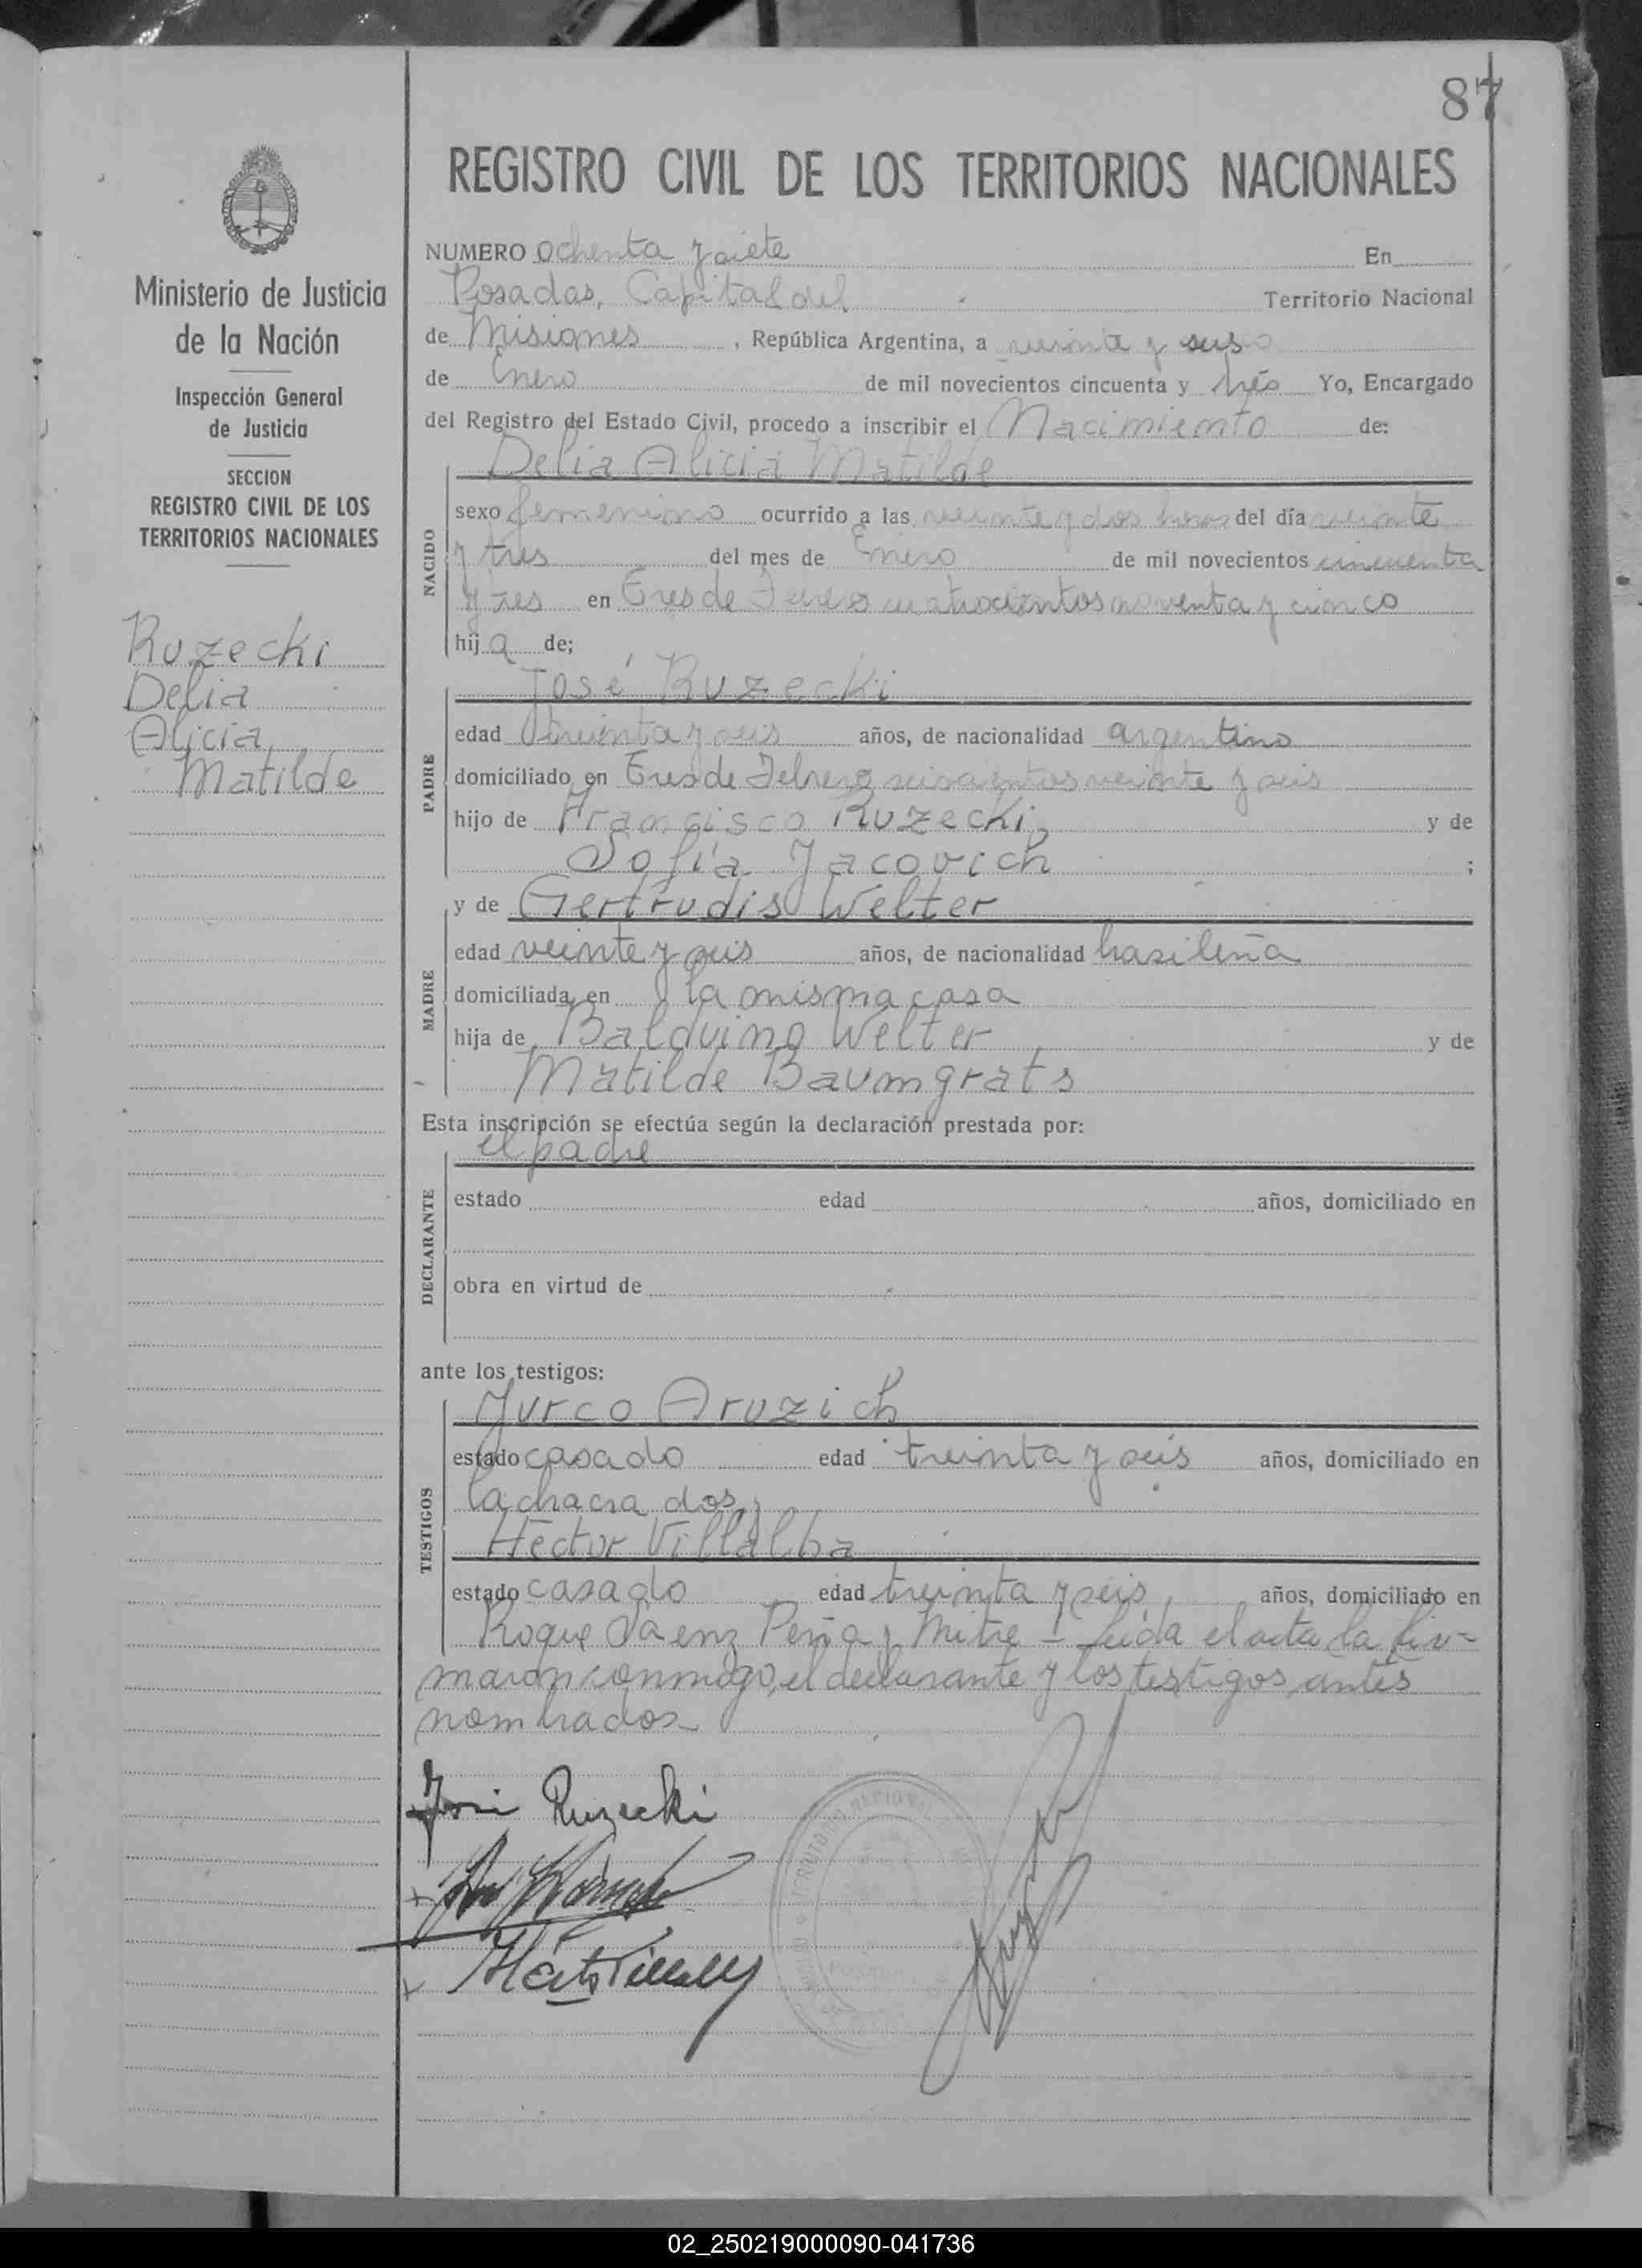 87
REGISTRO CIVIL DE LOS TERRITORIOS NACIONALES
Ministerio de Justicia
de la Nación
Inspección General
de Justicia
SECCION
REGISTRO CIVIL DE LOS
TERRITORIOS NACIONALES
Ruzecki
Delia
Alicia
Matilde
NUMERO ochenta y siete En
Posadas, Capital del Territorio Nacional
de Misiones, República Argentina, a veinte y seis
de Enero de mil novecientos cincuenta y trés Yo, Encargado
del Registro del Estado Civil, procedo a inscribir el Nacimiento de:
Delia Alicia Matilde
NACIDO
sexo femenino ocurrido a las veinte y dos horas del día veinte
y tres del mes de Enero de mil novecientos cincuenta
y tres en Tres de Febrero cuatrocientos noventa y cinco
hija de;
José Ruzecki
PADRE
edad treinta y seis años, de nacionalidad argentino
domiciliado en Tres de Febrero seiscientos veinte y seis
hijo de Francisco Ruzecki y de
Sofía Jacovich ;
y de Gertrudis Welter
MADRE
edad veinte y seis años, de nacionalidad brasileña
domiciliada en la misma casa
hija de Balduino Welter y de
Matilde Baumgrats
Esta inscripción se efectúa según la declaración prestada por:
el padre
DECLARANTE
estado edad años, domiciliado en
obra en virtud de
ante los testigos:
Jurco Aruzich
TESTIGOS
estado casado edad treinta y seis años, domiciliado en
la chacra dos y
Héctor Villalba
estado casado edad treinta y seis, años, domiciliado en
Roque Saenz Peña y Mitre - Leida el acta la fir-
maron conmigo, el declarante y los testigos antes
nombrados-
José Ruzecki
TERRITORIO NACIONAL
POSADAS
02_250219000090-041736